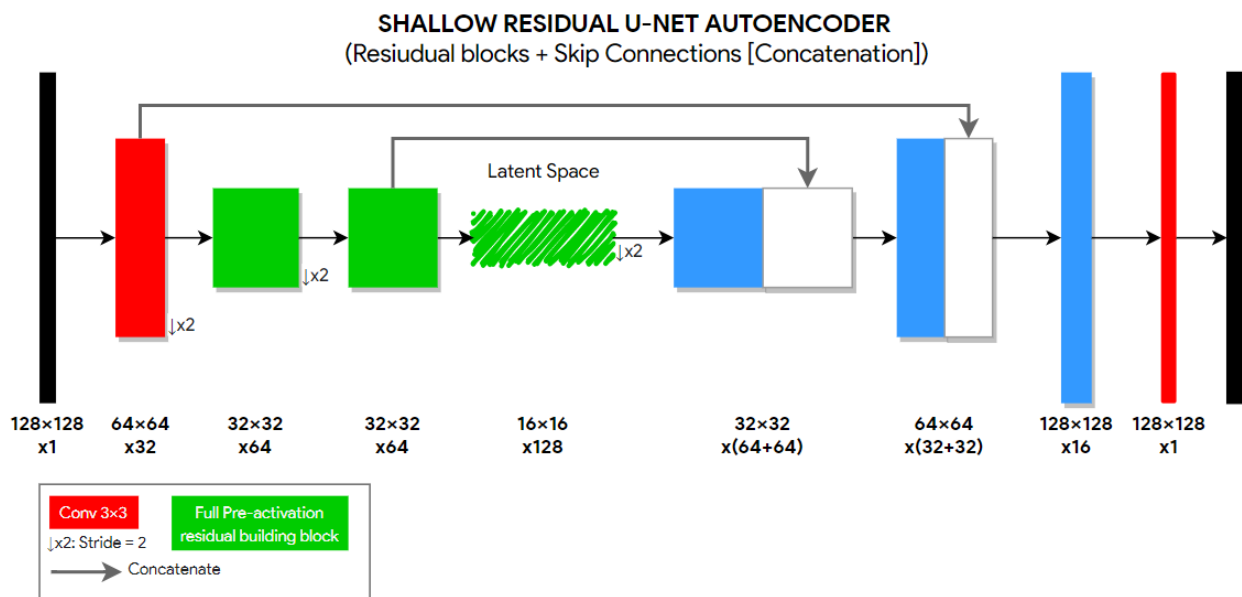 SHALLOW RESIDUAL U-NET AUTOENCODER
(Resiudual blocks + Skip Connections [Concatenation])
Latent Space
↓x2
↓x2
↓x2
128×128
x1
64×64
x32
32×32
x64
32×32
x64
16×16
x128
32×32
x(64+64)
64×64
x(32+32)
128×128
x16
128×128
x1
Conv 3×3
Full Pre-activation
residual building block
↓x2: Stride = 2
Concatenate